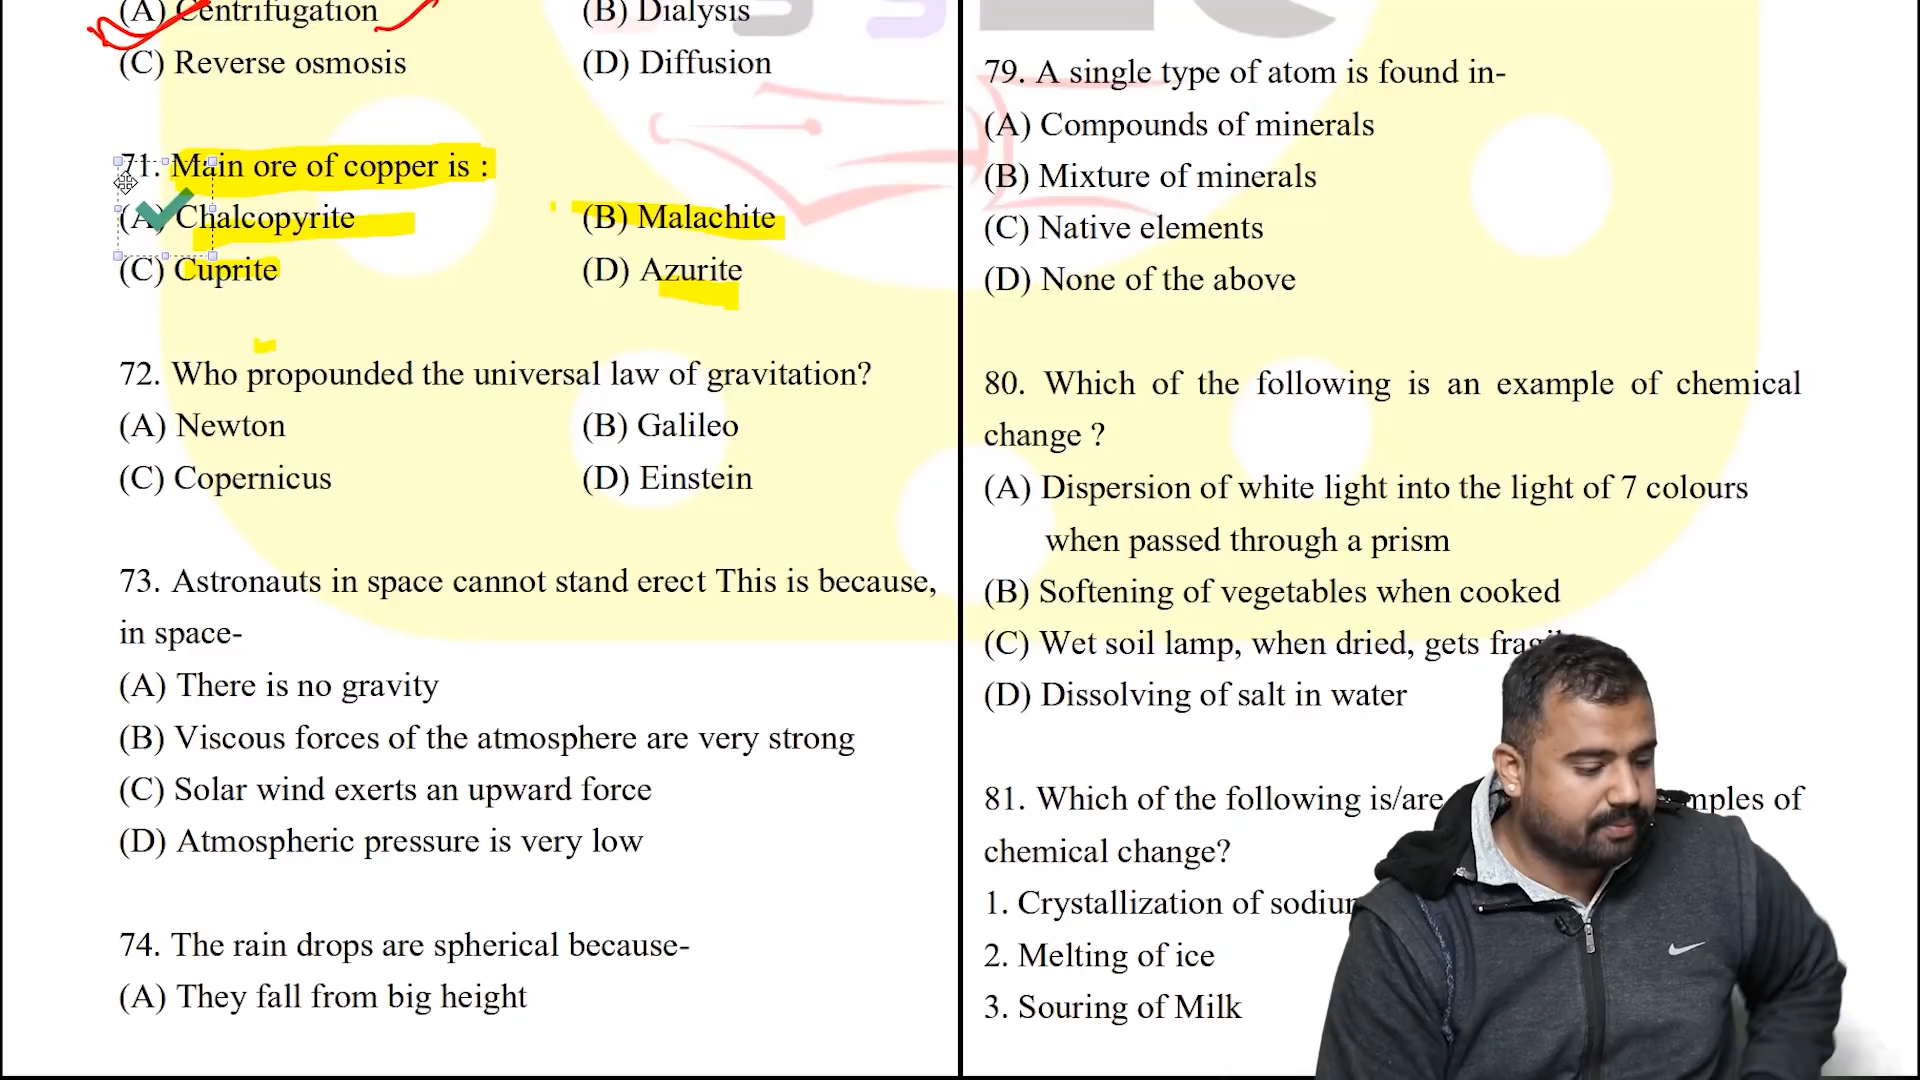 (A) Centrifugation (B) Dialysis
(C) Reverse osmosis (D) Diffusion
71. Main ore of copper is :
(A) Chalcopyrite (B) Malachite
(C) Cuprite (D) Azurite
72. Who propounded the universal law of gravitation?
(A) Newton (B) Galileo
(C) Copernicus (D) Einstein
73. Astronauts in space cannot stand erect This is because,
in space-
(A) There is no gravity
(B) Viscous forces of the atmosphere are very strong
(C) Solar wind exerts an upward force
(D) Atmospheric pressure is very low
74. The rain drops are spherical because-
(A) They fall from big height
79. A single type of atom is found in-
(A) Compounds of minerals
(B) Mixture of minerals
(C) Native elements
(D) None of the above
80. Which of the following is an example of chemical
change ?
(A) Dispersion of white light into the light of 7 colours
when passed through a prism
(B) Softening of vegetables when cooked
(C) Wet soil lamp, when dried, gets
(D) Dissolving of salt in water
81. Which of the following is/are of
chemical change?
1. Crystallization of
2. Melting of ice
3. Souring of Milk